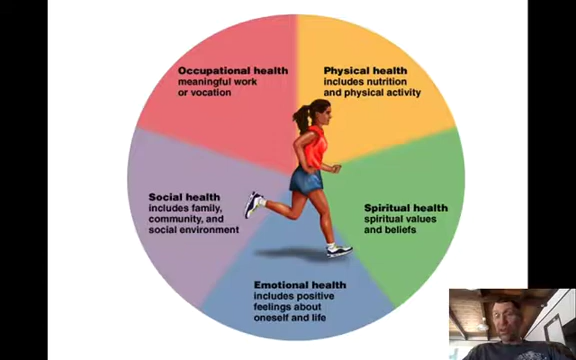 Occupational health
meaningful work
or vocation
Physical health
includes nutrition
and physical activity
Social health
includes family,
community, and
social environment
Spiritual health
spiritual values
and beliefs
Emotional health
includes positive
feelings about
oneself and life